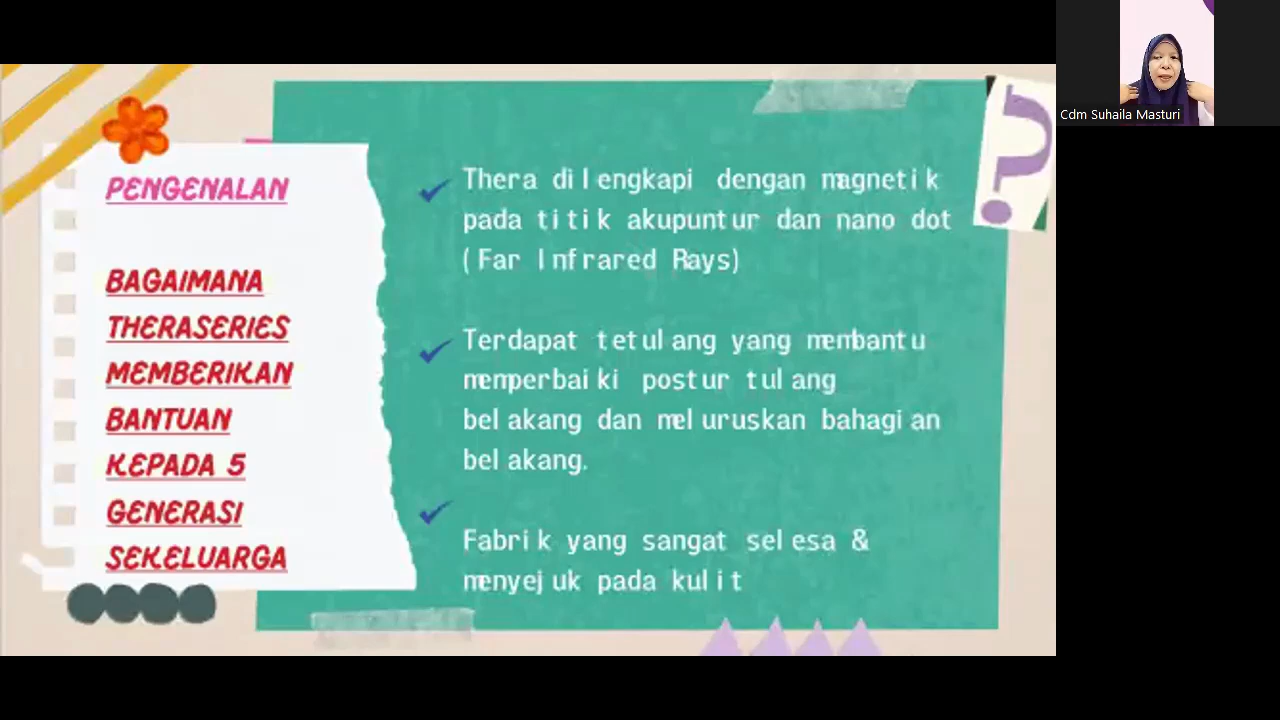 PENGENALAN
BAGAIMANA
THERASERIES
MEMBERIKAN
BANTUAN
KEPADA 5
GENERASI
SEKELUARGA
Thera dilengkapi dengan magnetik
pada titik akupuntur dan nano dot
(Far Infrared Rays)
Terdapat tetulang yang membantu
memperbaiki postur tulang
belakang dan meluruskan bahagian
belakang.
Fabrik yang sangat selesa &
menyejuk pada kulit
?
Cdm Suhaila Masturi